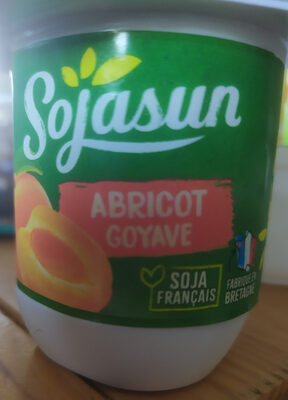 Sojasun
ABRICOT
GOYAVE
SOJA
FRANÇAIS
FABRIQUÉ EN
BRETAGNE